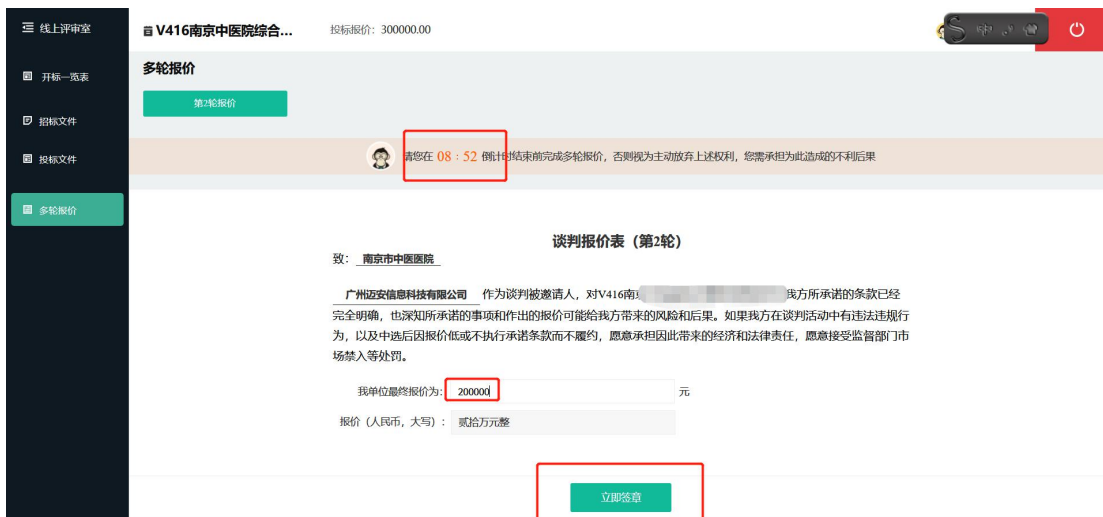 线上评审室
V416南京中医院综合...
投标报价：300000.00
中
开标一览表
招标文件
投标文件
多轮报价
多轮报价
第2轮报价
请您在 08：52 倒计时结束前完成多轮报价，否则视为主动放弃上述权利，您需承担为此造成的不利后果
谈判报价表（第2轮）
致： 南京市中医医院
广州迈安信息科技有限公司 作为谈判被邀请人，对V416南 我方所承诺的条款已经
完全明确，也深知所承诺的事项和作出的报价可能给我方带来的风险和后果。如果我方在谈判活动中有违法违规行
为，以及中选后因报价低或不执行承诺条款而不履约，愿意承担因此带来的经济和法律责任，愿意接受监督部门市
场禁入等处罚。
我单位最终报价为： 200000 元
报价（人民币，大写）： 贰拾万元整
立即签章